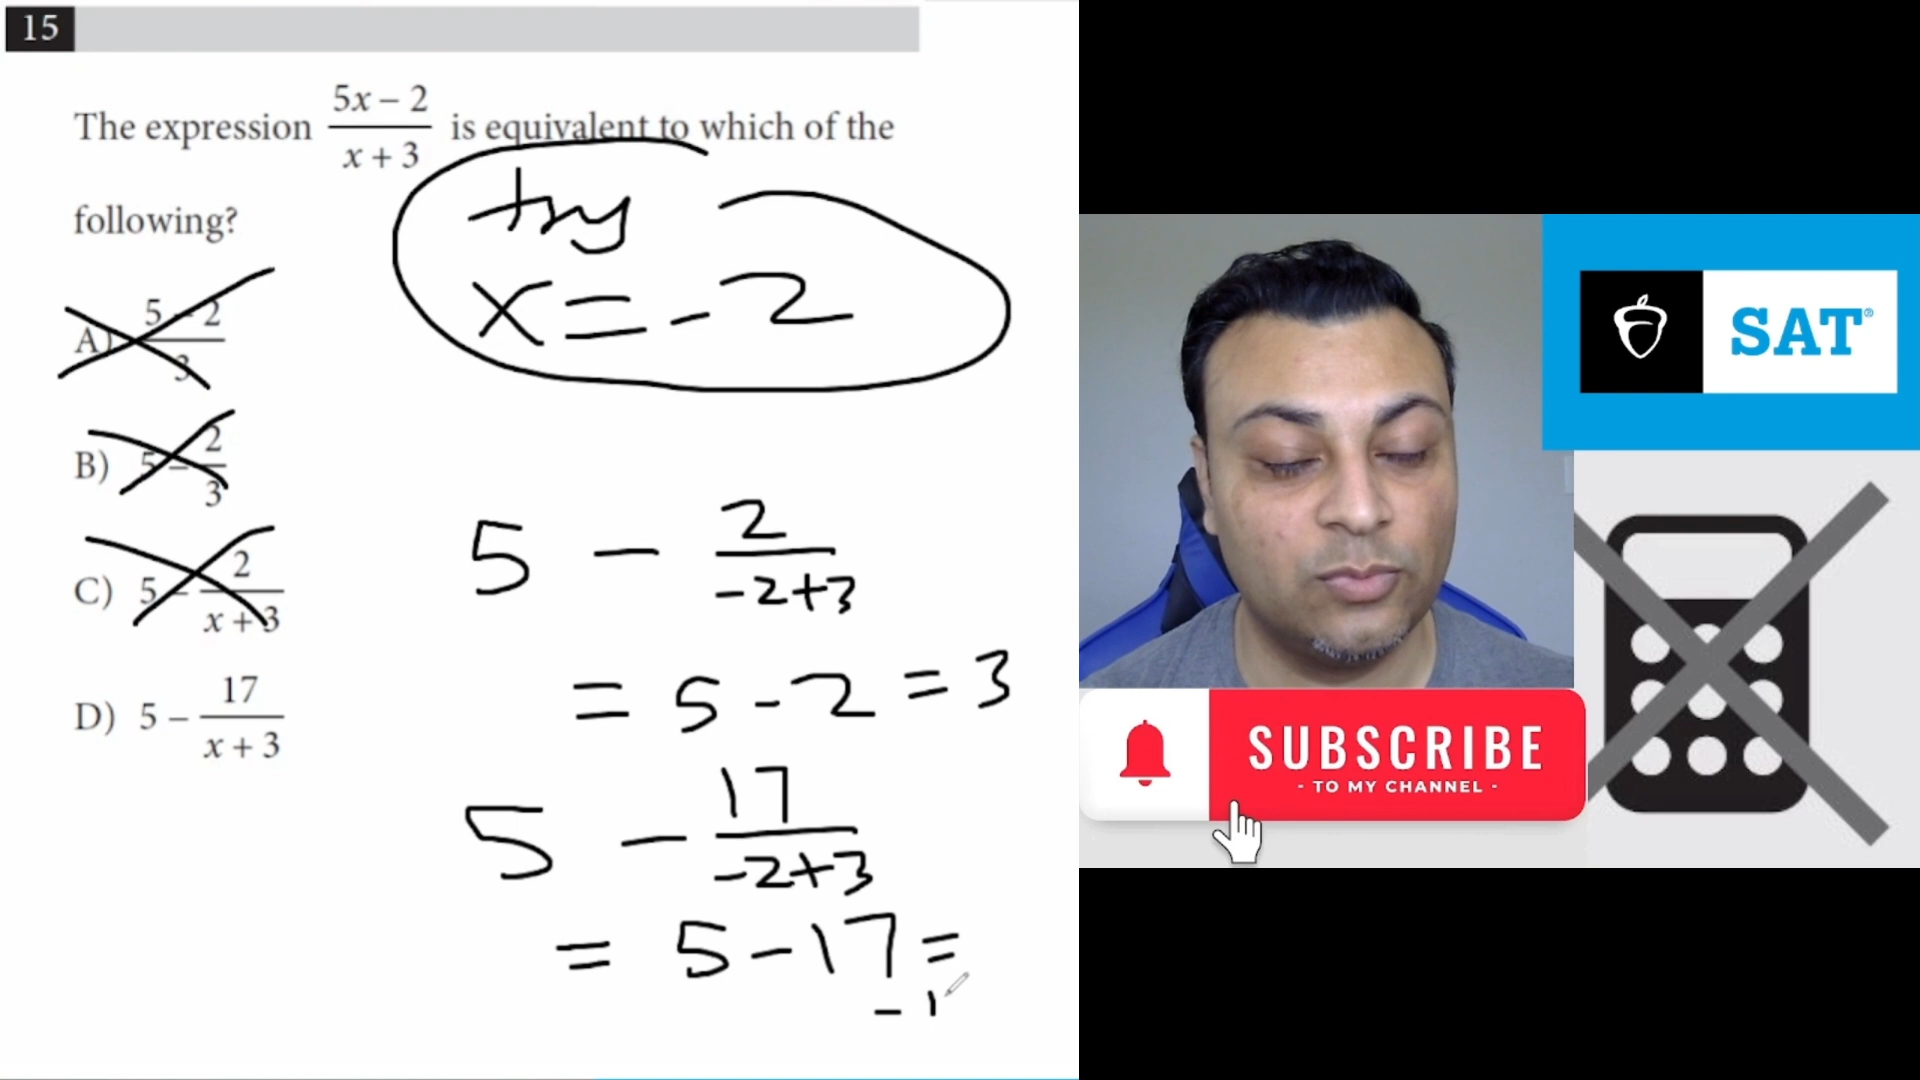 15
The expression (5x − 2)/(x + 3) is equivalent to which of the
following?
A) (5 − 2)/3
B) 5 − 2/3
C) 5 − 2/(x + 3)
D) 5 − 17/(x + 3)
try
x = -2
5 − 2/(-2+3)
= 5 - 2 = 3
5 − 17/(-2+3)
= 5 - 17 =
- 1
SAT®
SUBSCRIBE
- TO MY CHANNEL -